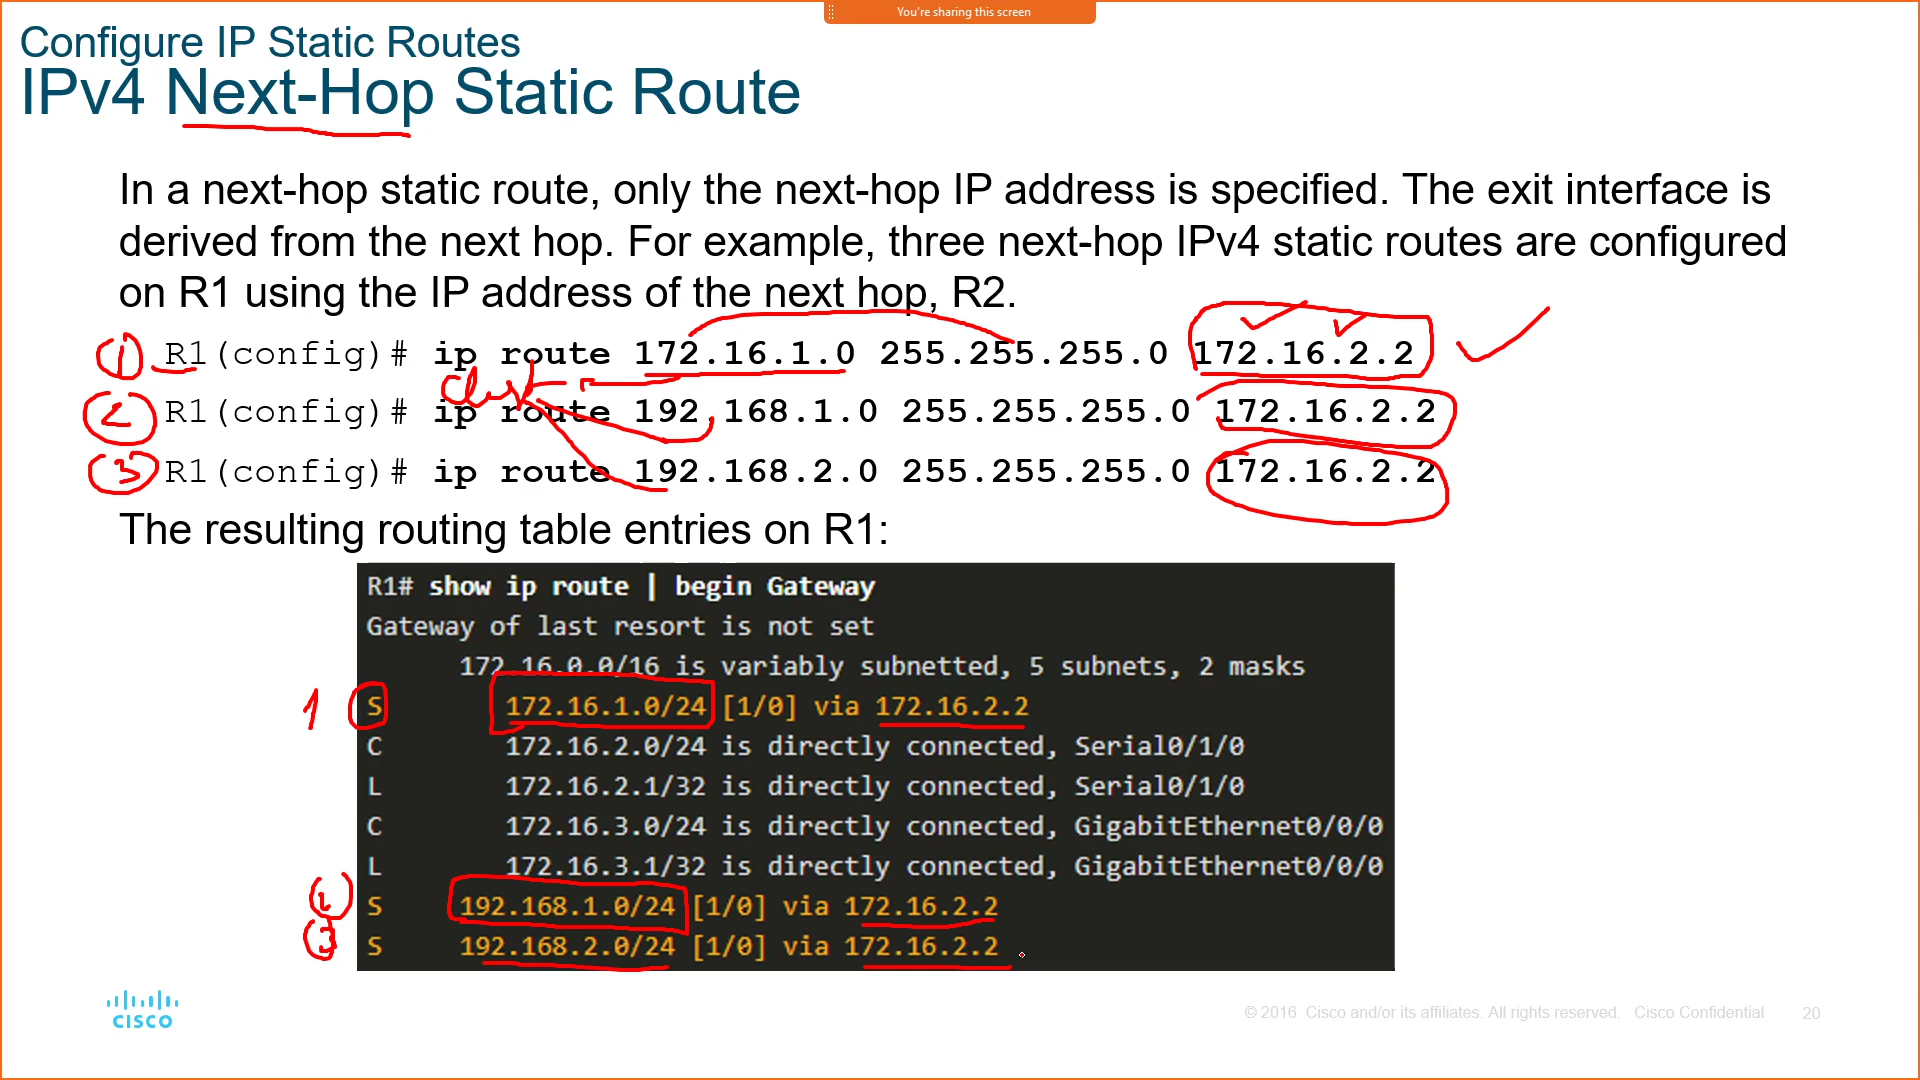 You're sharing this screen
Configure IP Static Routes
IPv4 Next-Hop Static Route
In a next-hop static route, only the next-hop IP address is specified. The exit interface is
derived from the next hop. For example, three next-hop IPv4 static routes are configured
on R1 using the IP address of the next hop, R2.
1 R1(config)# ip route 172.16.1.0 255.255.255.0 172.16.2.2
2 R1(config)# ip route 192.168.1.0 255.255.255.0 172.16.2.2
3 R1(config)# ip route 192.168.2.0 255.255.255.0 172.16.2.2
The resulting routing table entries on R1:
R1# show ip route | begin Gateway
Gateway of last resort is not set
172.16.0.0/16 is variably subnetted, 5 subnets, 2 masks
1 S 172.16.1.0/24 [1/0] via 172.16.2.2
C 172.16.2.0/24 is directly connected, Serial0/1/0
L 172.16.2.1/32 is directly connected, Serial0/1/0
C 172.16.3.0/24 is directly connected, GigabitEthernet0/0/0
L 172.16.3.1/32 is directly connected, GigabitEthernet0/0/0
2 S 192.168.1.0/24 [1/0] via 172.16.2.2
3 S 192.168.2.0/24 [1/0] via 172.16.2.2
CISCO
© 2016 Cisco and/or its affiliates. All rights reserved. Cisco Confidential 20